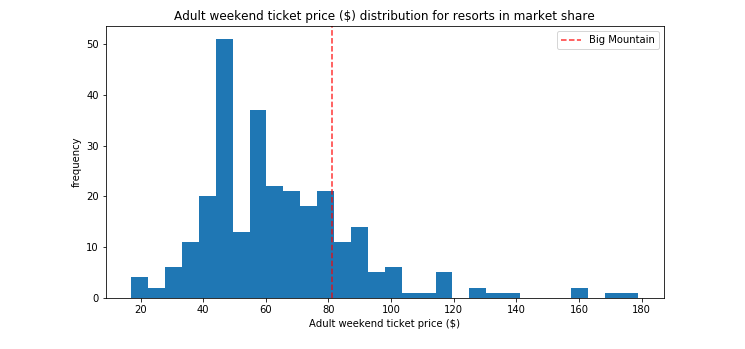 Adult weekend ticket price ($) distribution for resorts in market share
Big Mountain
50
40
30
20
10
0
frequency
20 40 60 80 100 120 140 160 180
Adult weekend ticket price ($)